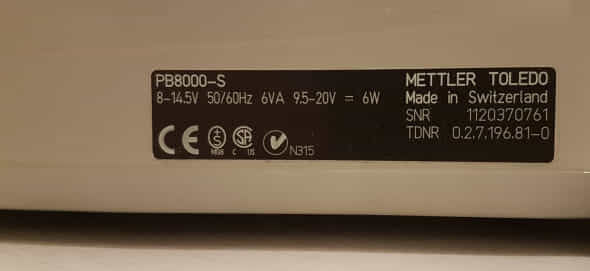 PB8000-S
8-14.5V 50/60Hz 6VA 9.5-20V = 6W
METTLER TOLEDO
Made in Switzerland
SNR 1120370761
TDNR 0.2.7.196.81-0
CE
C US
N315